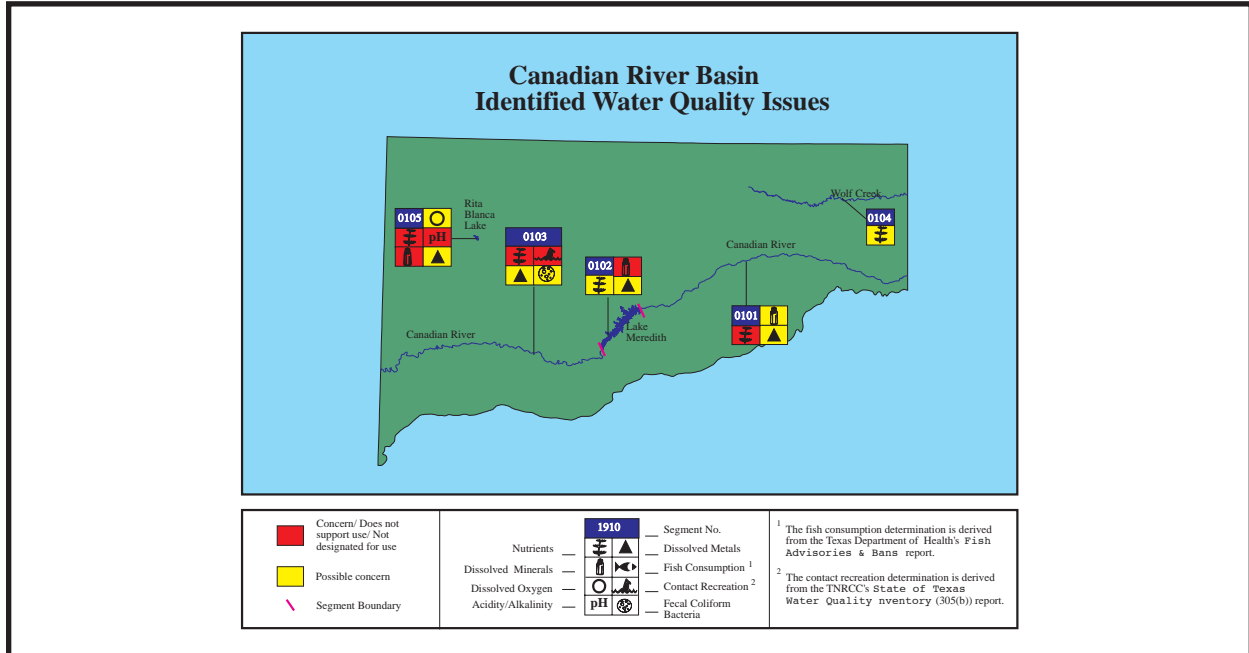 Canadian River Basin
Identified Water Quality Issues
Wolf Creek
0104
Rita
Blanca
Lake
0105
pH
0103
0102
Canadian River
0101
Lake
Meredith
Canadian River
Concern/ Does not
support use/ Not
designated for use
Possible concern
Segment Boundary
1910
Segment No.
Nutrients
Dissolved Metals
Dissolved Minerals
Fish Consumption 1
Dissolved Oxygen
Contact Recreation 2
Acidity/Alkalinity
pH
Fecal Coliform
Bacteria
1 The fish consumption determination is derived
from the Texas Department of Health's Fish
Advisories & Bans report.
2 The contact recreation determination is derived
from the TNRCC's State of Texas
Water Quality nventory (305(b)) report.